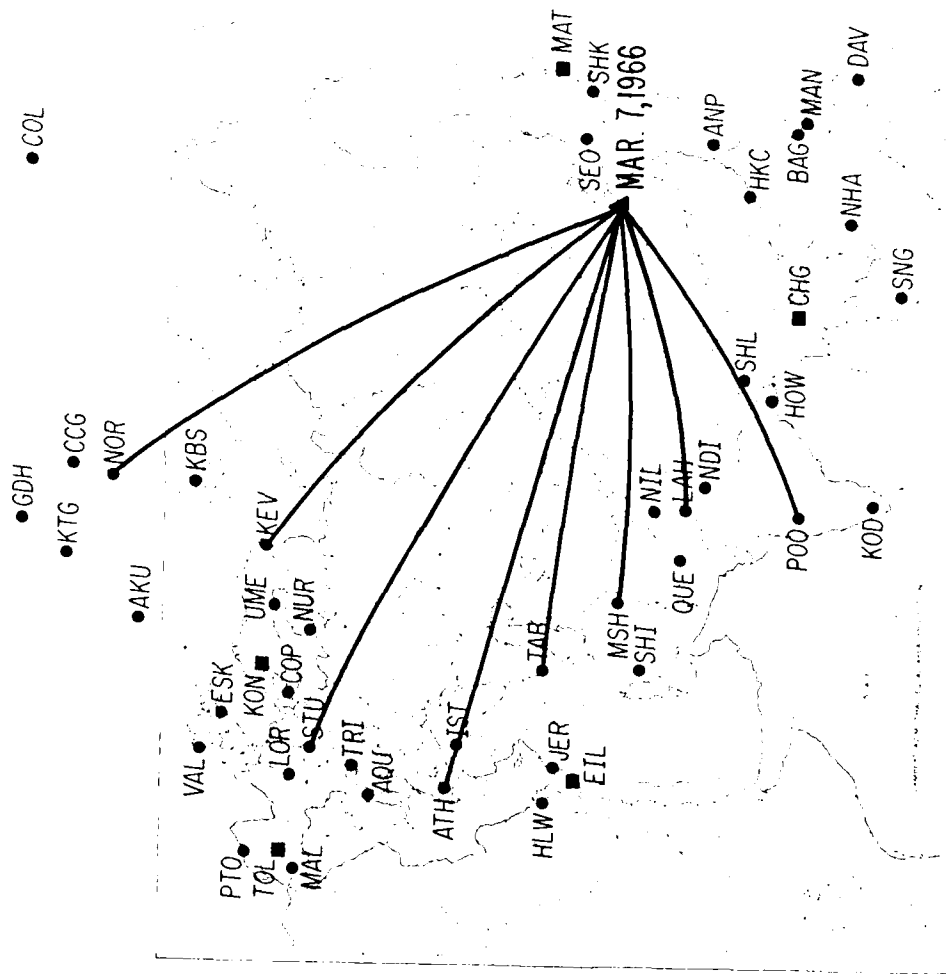 GDH
COL
KTG
CCG
NOR
AKU
VAL
KBS
ESK
PTO
KON
UME
TOL
KEV
LOR
COP
NUR
MAL
STU
TRI
AQU
ATH
IST
TAB
HLW
JER
MAT
SEO
EIL
SHK
MSH
MAR. 7,1966
SHI
NIL
QUE
LAH
NDI
ANP
SHL
HKC
HOW
POO
CHG
BAG
MAN
NHA
DAV
KOD
SNG